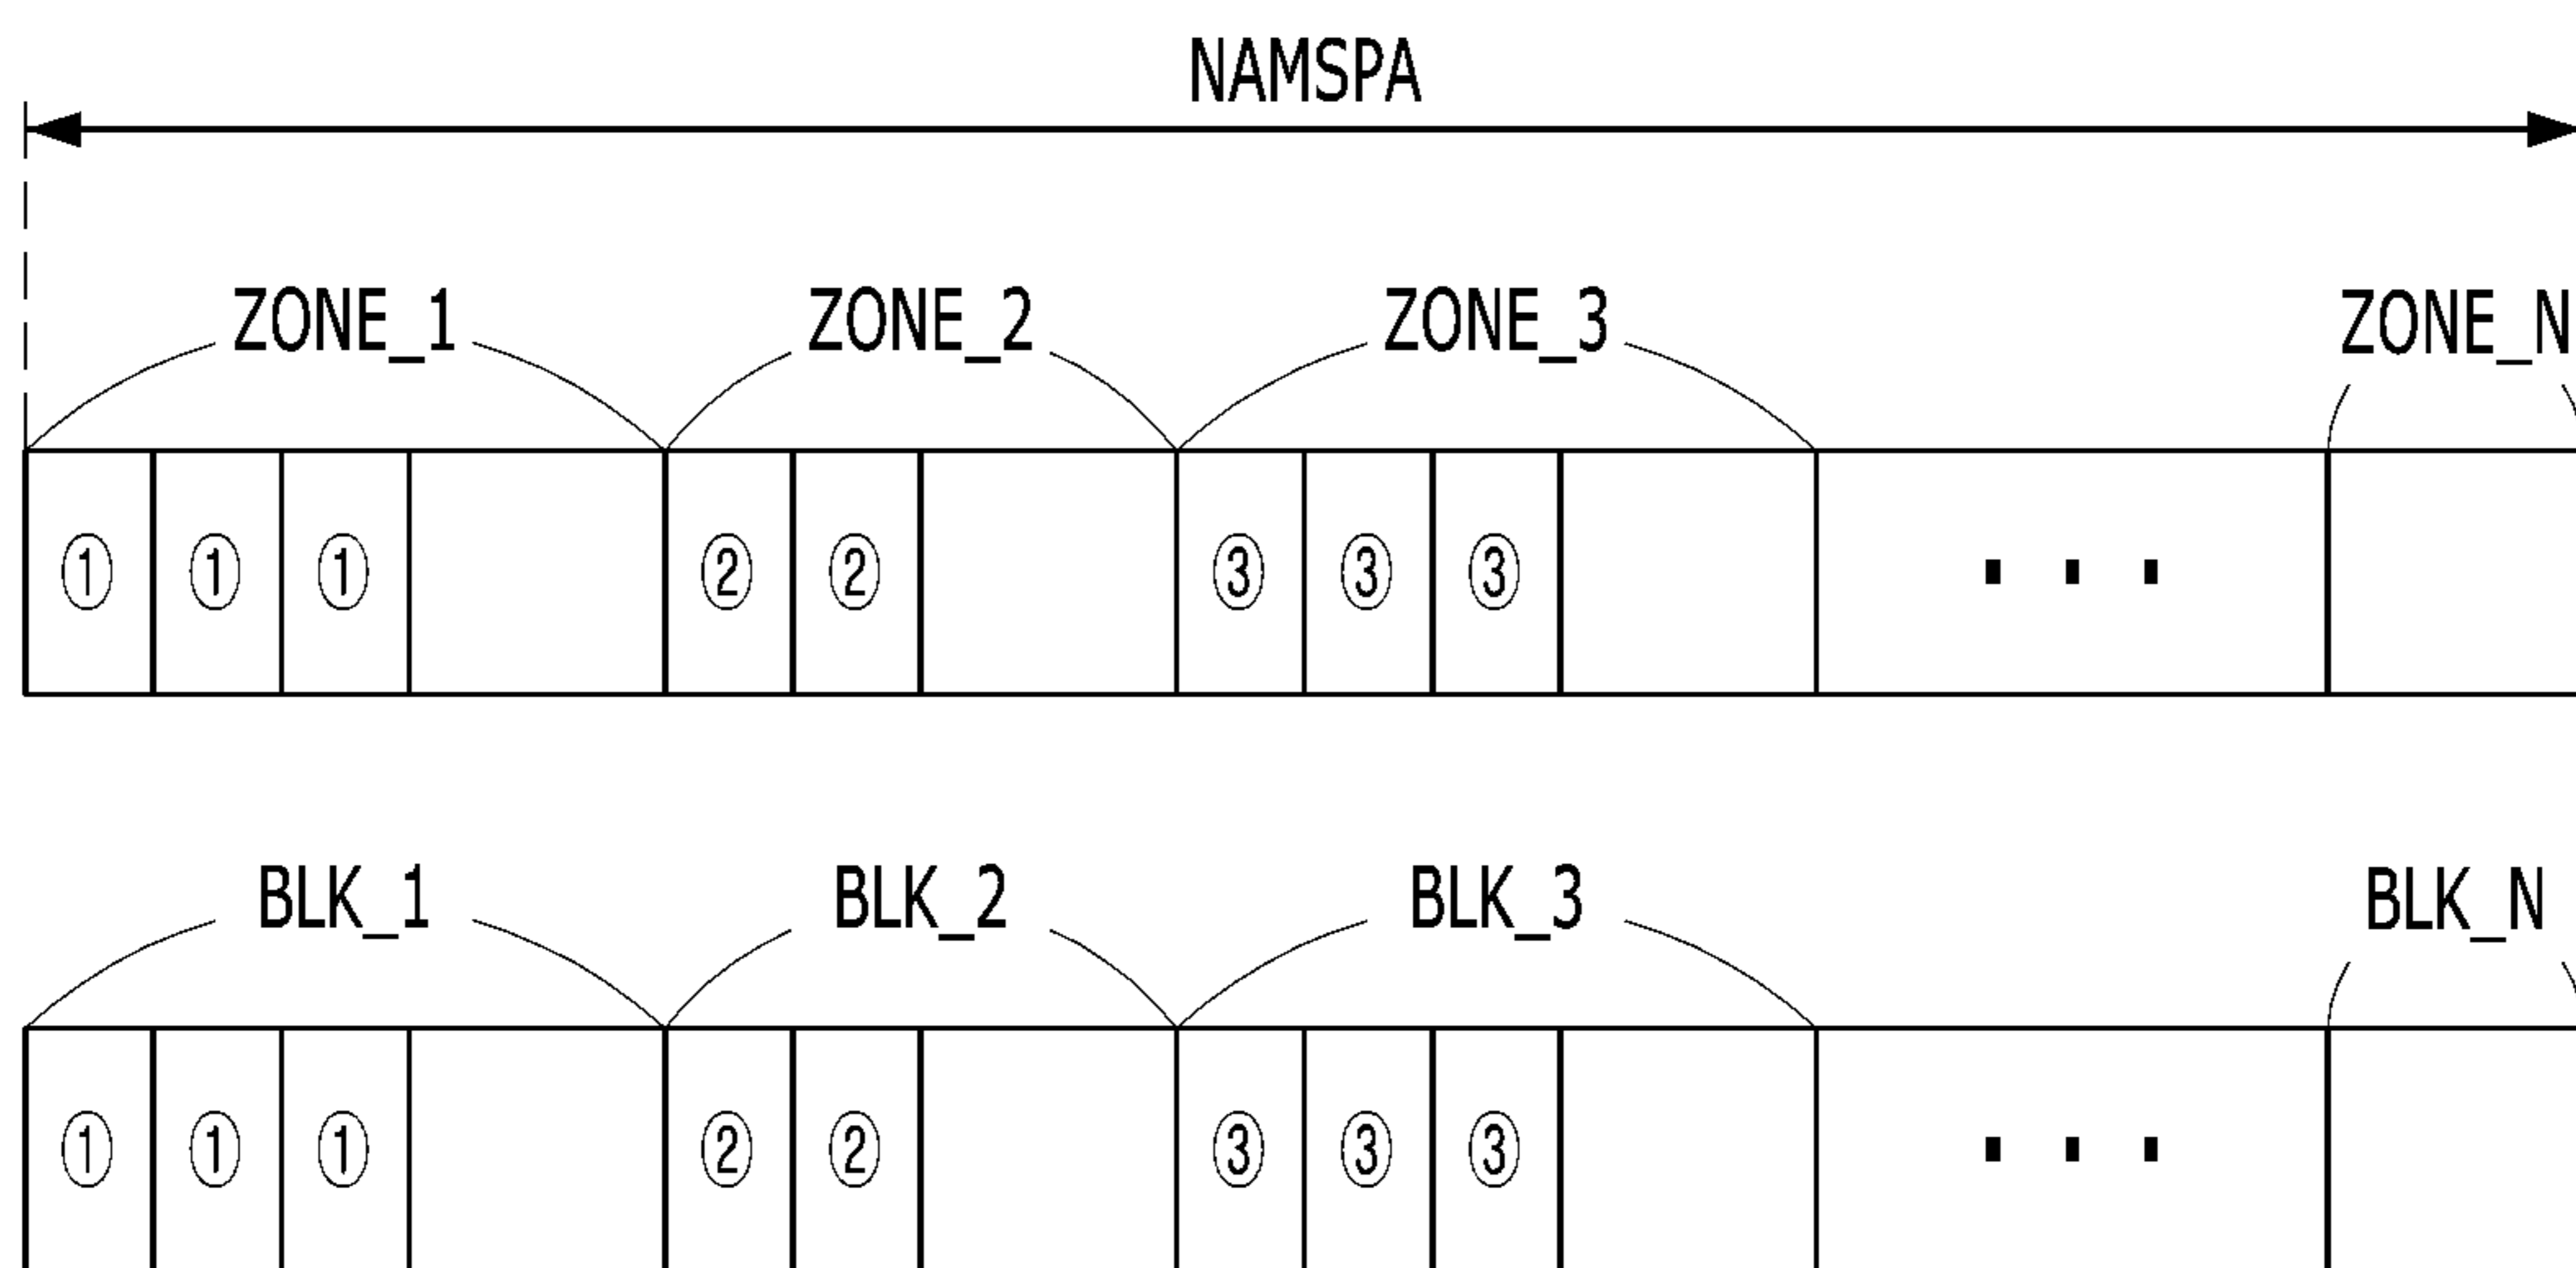 NAMSPA
ZONE_1 ZONE_2 ZONE_3 ZONE_N
① ① ① ② ② ③ ③ ③ ...
BLK_1 BLK_2 BLK_3 BLK_N
① ① ① ② ② ③ ③ ③ ...